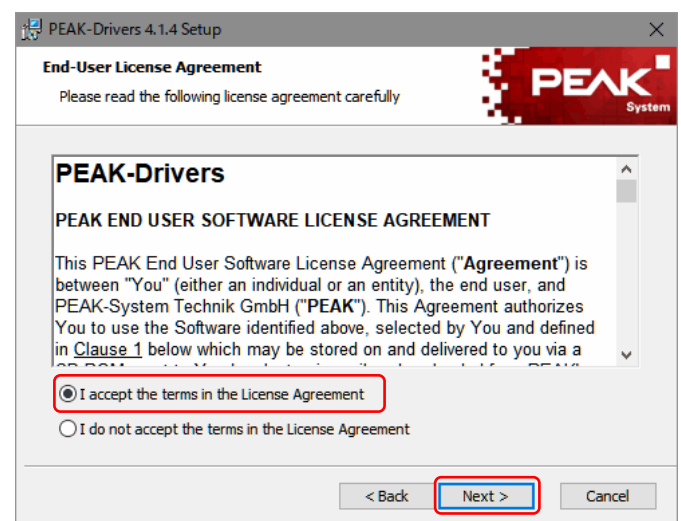 PEAK-Drivers 4.1.4 Setup
End-User License Agreement
Please read the following license agreement carefully
PEAK
System
PEAK-Drivers
PEAK END USER SOFTWARE LICENSE AGREEMENT
This PEAK End User Software License Agreement ("Agreement") is
between "You" (either an individual or an entity), the end user, and
PEAK-System Technik GmbH ("PEAK"). This Agreement authorizes
You to use the Software identified above, selected by You and defined
in Clause 1 below which may be stored on and delivered to you via a
I accept the terms in the License Agreement
I do not accept the terms in the License Agreement
< Back
Next >
Cancel